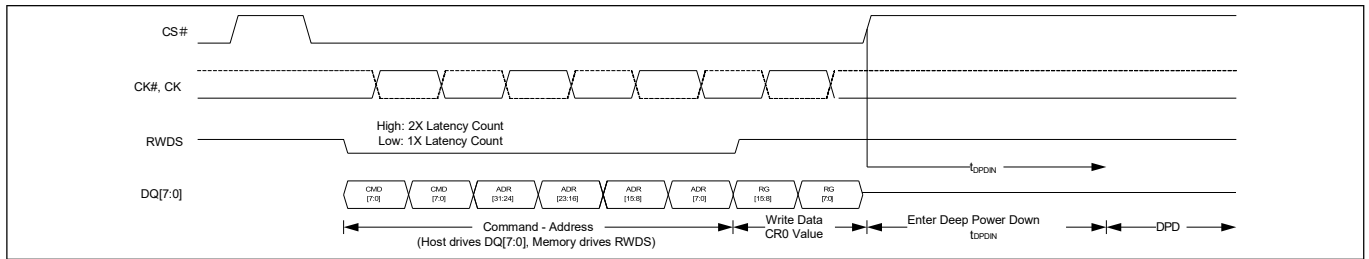 CS#
CK#, CK
High: 2X Latency Count
Low: 1X Latency Count
RWDS
tDPDIN
DQ[7:0]
CMD [7:0]
CMD [7:0]
ADR [31:24]
ADR [23:16]
ADR [15:8]
ADR [7:0]
RG [15:8]
RG [7:0]
Command - Address
(Host drives DQ[7:0], Memory drives RWDS)
Write Data
CR0 Value
Enter Deep Power Down
tDPDIN
DPD